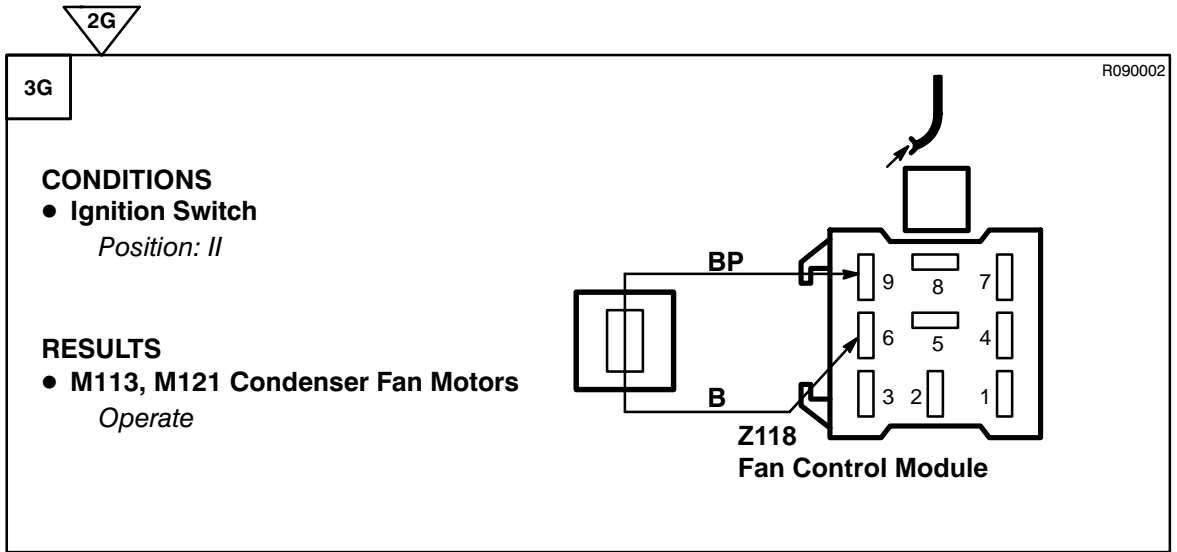 2G
3G
R090002
CONDITIONS
● Ignition Switch
Position: II
RESULTS
● M113, M121 Condenser Fan Motors
Operate
BP
B
9 8 7
6 5 4
3 2 1
Z118
Fan Control Module